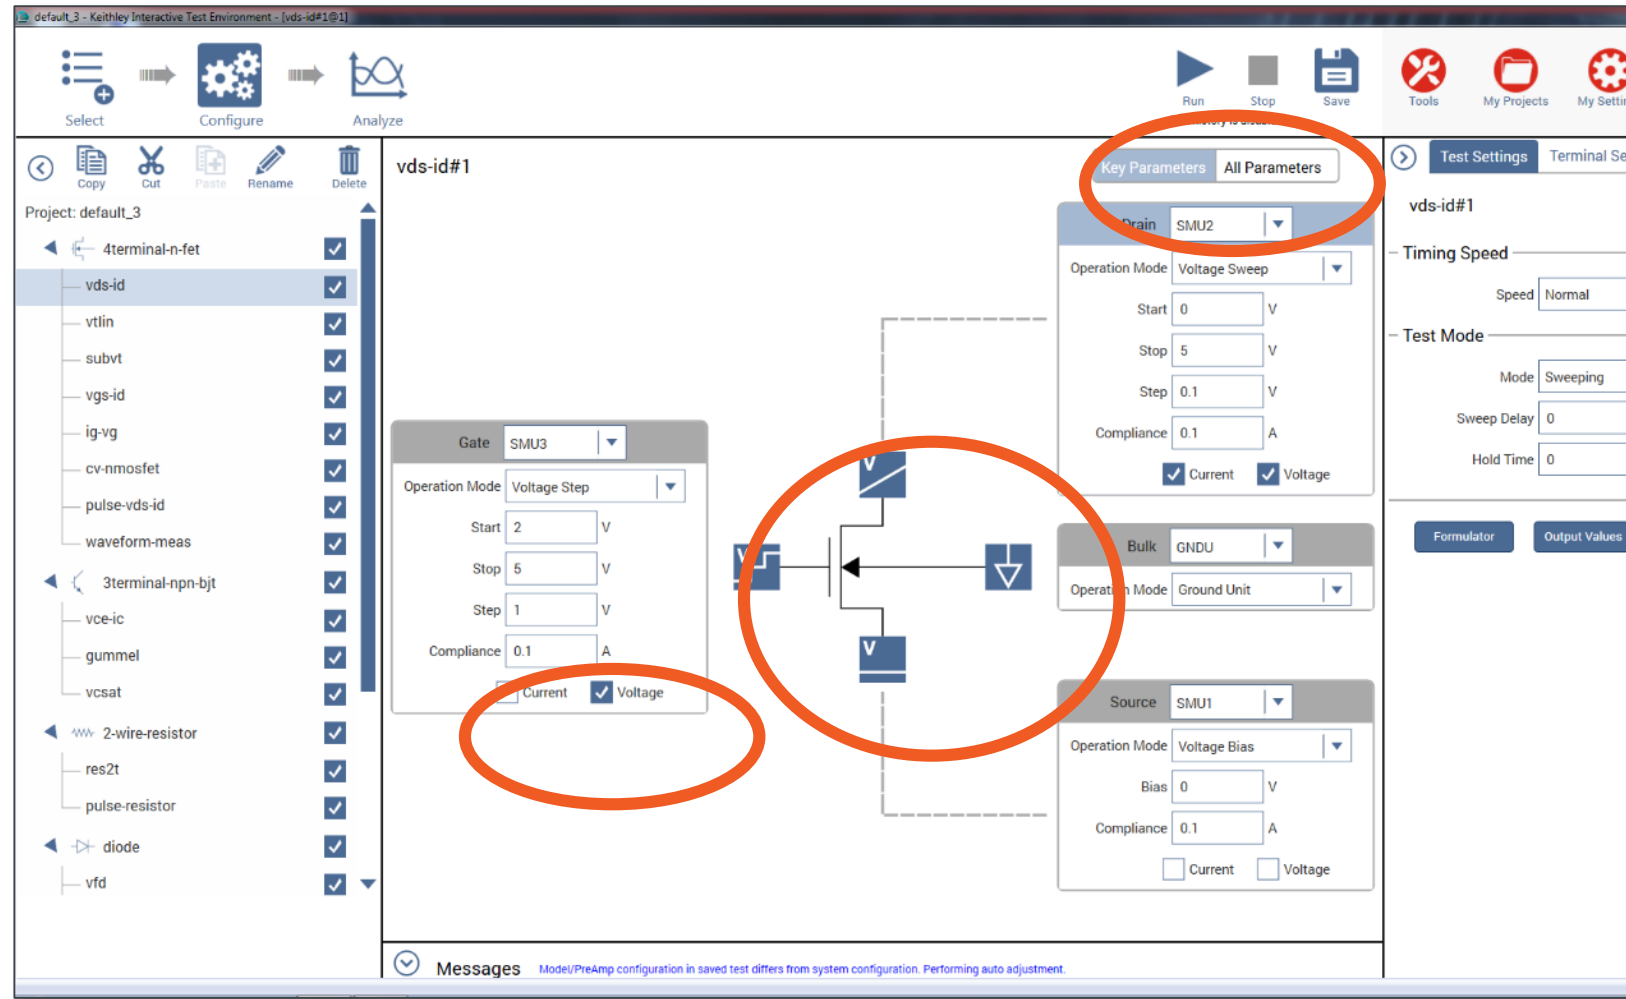 default_3 - Keithley Interactive Test Environment - [vds-id#1@1]
Select
Configure
Analyze
Run
Stop
Save
Tools
My Projects
My Settin
Copy
Cut
Paste
Rename
Delete
Project: default_3
4terminal-n-fet
vds-id
vtlin
subvt
vgs-id
ig-vg
cv-nmosfet
pulse-vds-id
waveform-meas
3terminal-npn-bjt
vce-ic
gummel
vcsat
2-wire-resistor
res2t
pulse-resistor
diode
vfd
vds-id#1
Key Parameters All Parameters
Gate SMU3
Operation Mode Voltage Step
Start 2 V
Stop 5 V
Step 1 V
Compliance 0.1 A
Current Voltage
V
V
V
Drain SMU2
Operation Mode Voltage Sweep
Start 0 V
Stop 5 V
Step 0.1 V
Compliance 0.1 A
Current Voltage
Bulk GNDU
Operation Mode Ground Unit
Source SMU1
Operation Mode Voltage Bias
Bias 0 V
Compliance 0.1 A
Current Voltage
Test Settings Terminal Se
vds-id#1
Timing Speed
Speed Normal
Test Mode
Mode Sweeping
Sweep Delay 0
Hold Time 0
Formulator Output Values
Messages Model/PreAmp configuration in saved test differs from system configuration. Performing auto adjustment.